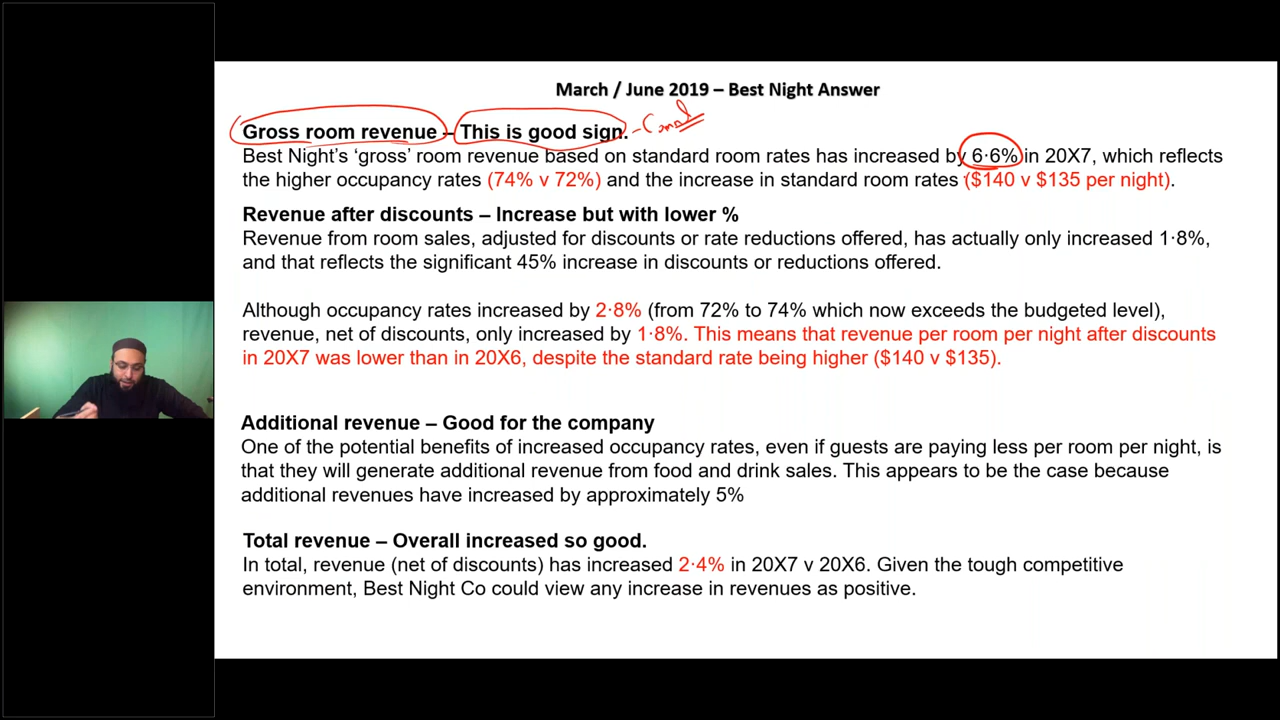 March / June 2019 – Best Night Answer
Gross room revenue – This is good sign.
Best Night's 'gross' room revenue based on standard room rates has increased by 6·6% in 20X7, which reflects
the higher occupancy rates (74% v 72%) and the increase in standard room rates ($140 v $135 per night).
Revenue after discounts – Increase but with lower %
Revenue from room sales, adjusted for discounts or rate reductions offered, has actually only increased 1·8%,
and that reflects the significant 45% increase in discounts or reductions offered.
Although occupancy rates increased by 2·8% (from 72% to 74% which now exceeds the budgeted level),
revenue, net of discounts, only increased by 1·8%. This means that revenue per room per night after discounts
in 20X7 was lower than in 20X6, despite the standard rate being higher ($140 v $135).
Additional revenue – Good for the company
One of the potential benefits of increased occupancy rates, even if guests are paying less per room per night, is
that they will generate additional revenue from food and drink sales. This appears to be the case because
additional revenues have increased by approximately 5%
Total revenue – Overall increased so good.
In total, revenue (net of discounts) has increased 2·4% in 20X7 v 20X6. Given the tough competitive
environment, Best Night Co could view any increase in revenues as positive.